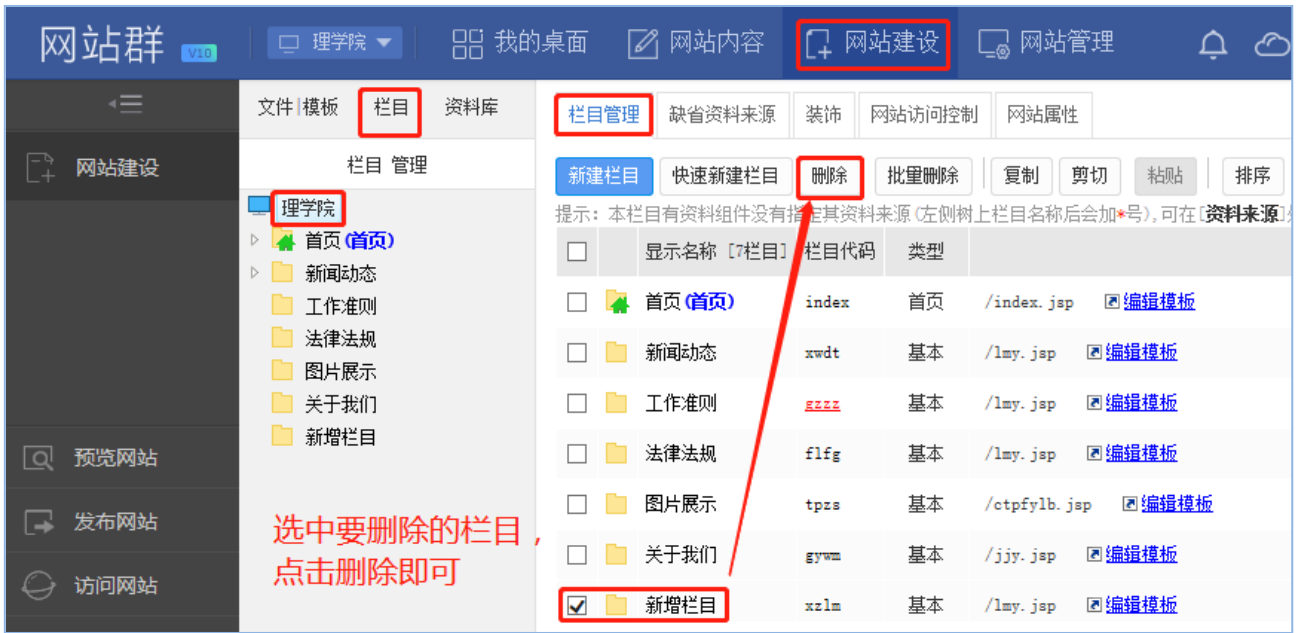 网站群 V10 理学院 我的桌面 网站内容 网站建设 网站管理
文件|模板 栏目 资料库
栏目管理 缺省资料来源 装饰 网站访问控制 网站属性
网站建设
栏目 管理
新建栏目 快速新建栏目 删除 批量删除 复制 剪切 粘贴 排序
理学院
首页(首页)
新闻动态
工作准则
法律法规
图片展示
关于我们
新增栏目
提示：本栏目有资料组件没有指定其资料来源(左侧树上栏目名称后会加*号),可在[资料来源]
显示名称 [7栏目] 栏目代码 类型
首页(首页) index 首页 /index.jsp 编辑模板
新闻动态 xwdt 基本 /lmy.jsp 编辑模板
工作准则 gzzz 基本 /lmy.jsp 编辑模板
法律法规 flfg 基本 /lmy.jsp 编辑模板
图片展示 tpzs 基本 /ctpfylb.jsp 编辑模板
关于我们 gywm 基本 /jjy.jsp 编辑模板
新增栏目 xzlm 基本 /lmy.jsp 编辑模板
预览网站
发布网站
访问网站
选中要删除的栏目，
点击删除即可